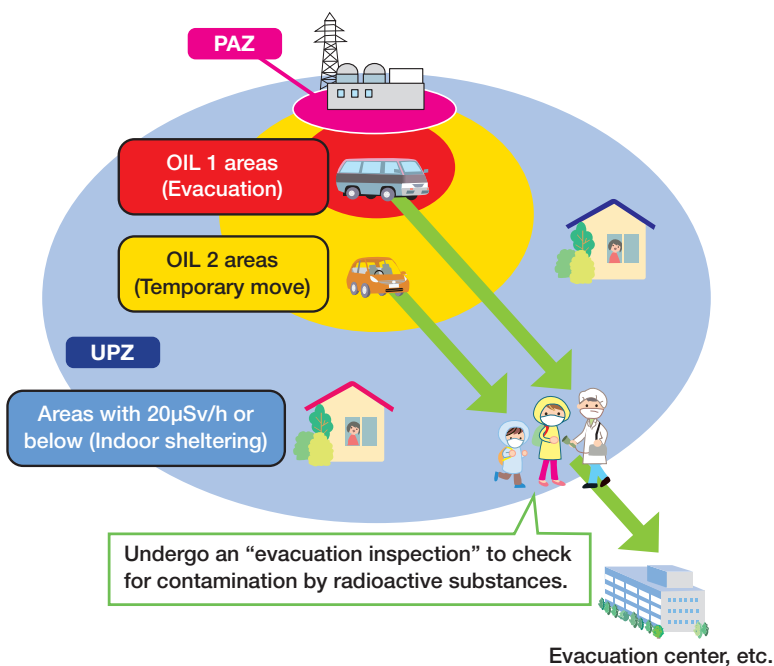 PAZ
OIL 1 areas
(Evacuation)
OIL 2 areas
(Temporary move)
UPZ
Areas with 20μSv/h or
below (Indoor sheltering)
Undergo an “evacuation inspection” to check
for contamination by radioactive substances.
Evacuation center, etc.